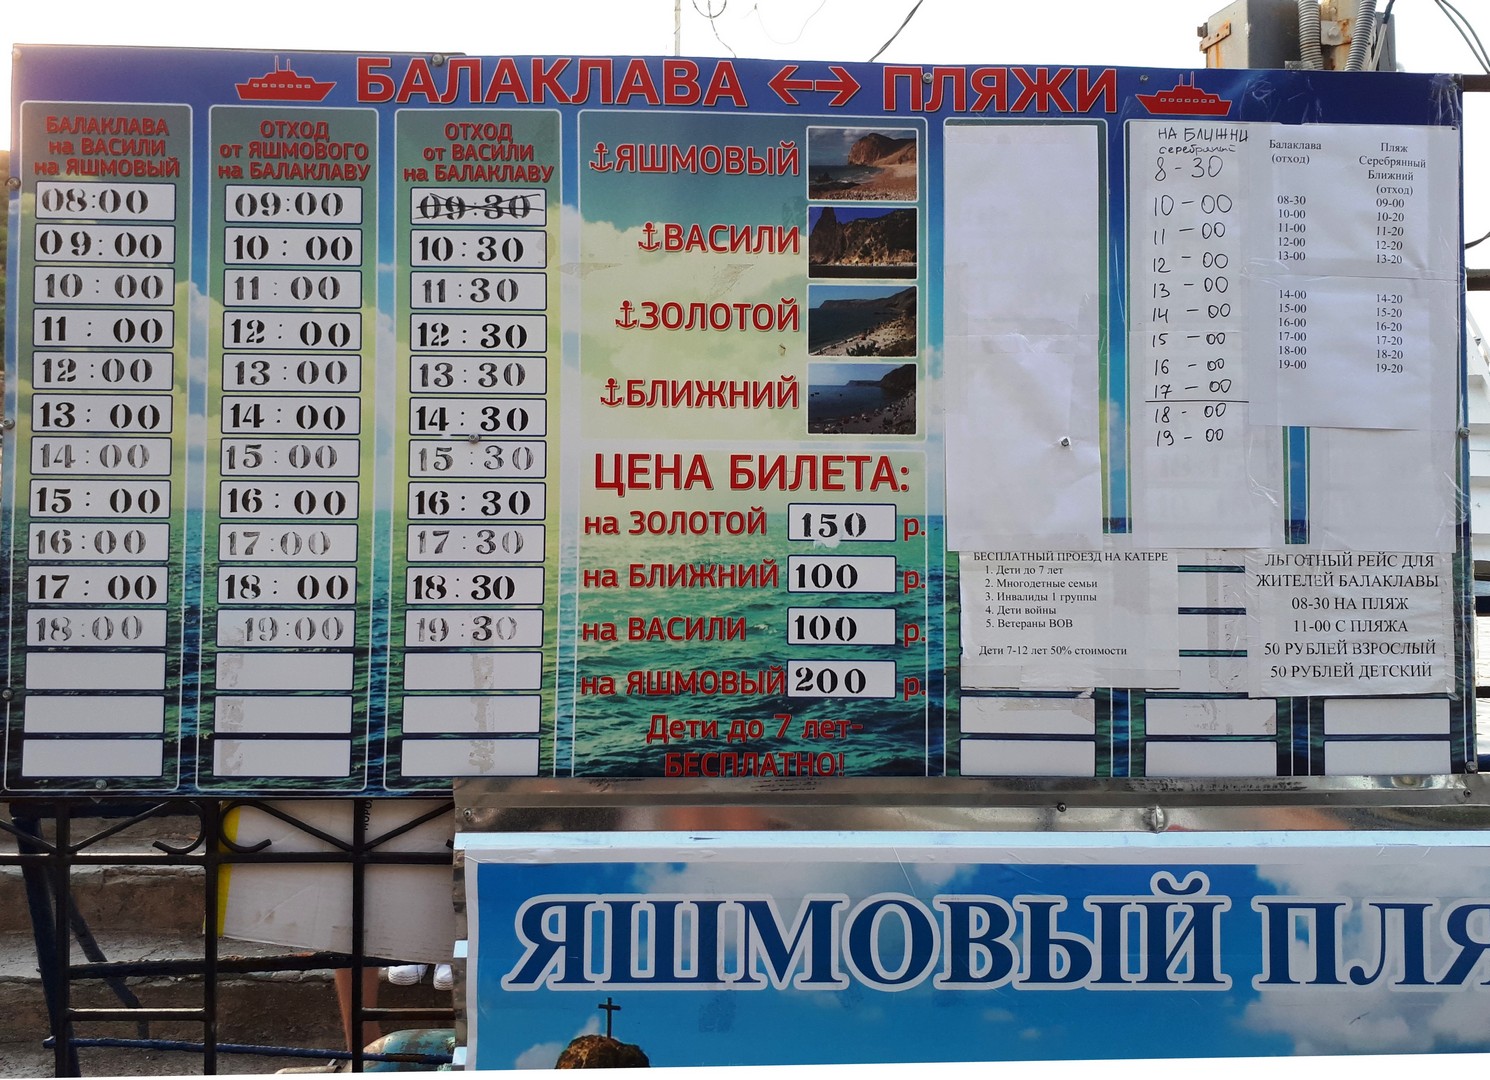 БАЛАКЛАВА ↔ ПЛЯЖИ
БАЛАКЛАВА
на ВАСИЛИ
на ЯШМОВЫЙ
08:00
09:00
10:00
11:00
12:00
13:00
14:00
15:00
16:00
17:00
18:00
ОТХОД
от ЯШМОВОГО
на БАЛАКЛАВУ
09:00
10:00
11:00
12:00
13:00
14:00
15:00
16:00
17:00
18:00
19:00
ОТХОД
от ВАСИЛИ
на БАЛАКЛАВУ
09:30
10:30
11:30
12:30
13:30
14:30
15:30
16:30
17:30
18:30
19:30
ЯШМОВЫЙ
ВАСИЛИ
ЗОЛОТОЙ
БЛИЖНИЙ
ЦЕНА БИЛЕТА:
на ЗОЛОТОЙ 150 р.
на БЛИЖНИЙ 100 р.
на ВАСИЛИ 100 р.
на ЯШМОВЫЙ 200 р.
Дети до 7 лет-
БЕСПЛАТНО!
НА БЛИЖНИ
серебряный
8-30
10-00
11-00
12-00
13-00
14-00
15-00
16-00
17-00
18-00
19-00
Балаклава
(отход)
08-30
10-00
11-00
12-00
13-00
14-00
15-00
16-00
17-00
18-00
19-00
Пляж
Серебрянный
Ближний
(отход)
09-00
10-20
11-20
12-20
13-20
14-20
15-20
16-20
17-20
18-20
19-20
БЕСПЛАТНЫЙ ПРОЕЗД НА КАТЕРЕ
1. Дети до 7 лет
2. Многодетные семьи
3. Инвалиды 1 группы
4. Дети войны
5. Ветераны ВОВ
Дети 7-12 лет 50% стоимости
ЛЬГОТНЫЙ РЕЙС ДЛЯ
ЖИТЕЛЕЙ БАЛАКЛАВЫ
08-30 НА ПЛЯЖ
11-00 С ПЛЯЖА
50 РУБЛЕЙ ВЗРОСЛЫЙ
50 РУБЛЕЙ ДЕТСКИЙ
ЯШМОВЫЙ ПЛЯ